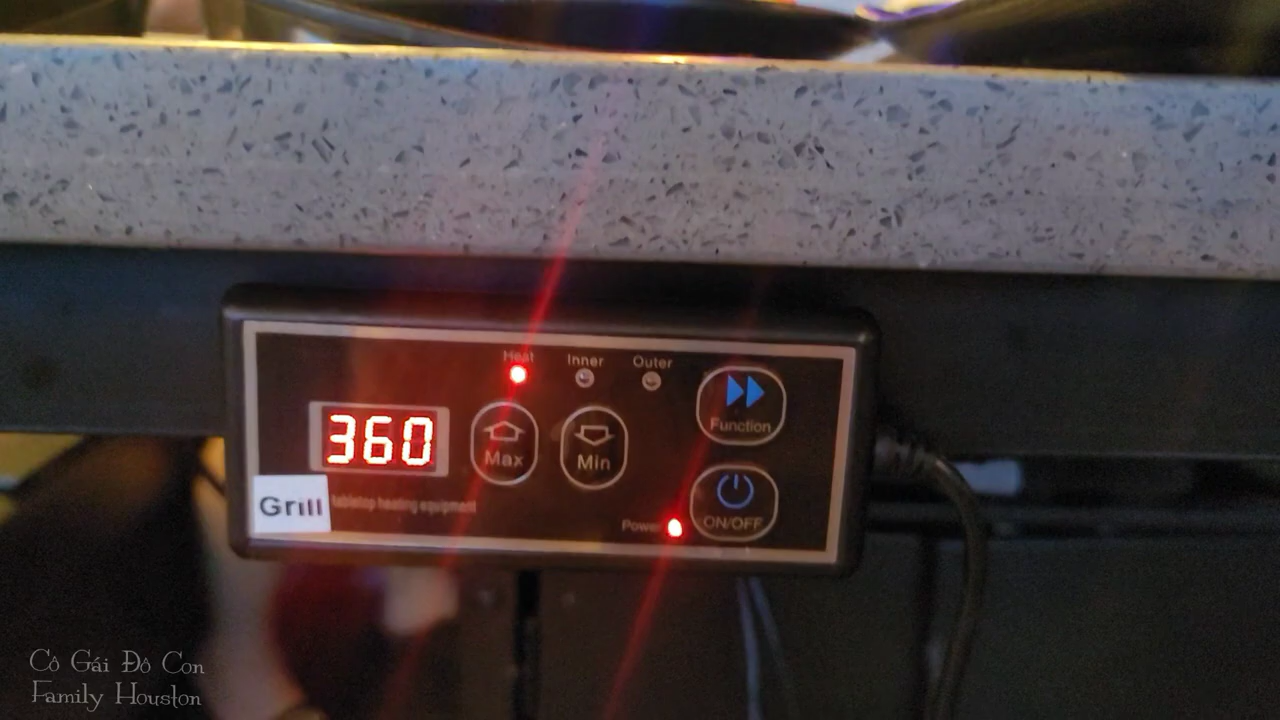 Heat Inner Outer
360
Max
Min
Function
Grill
tabletop heating equipment
Power
ON/OFF
Cô Gái Đồ Con
Family Houston